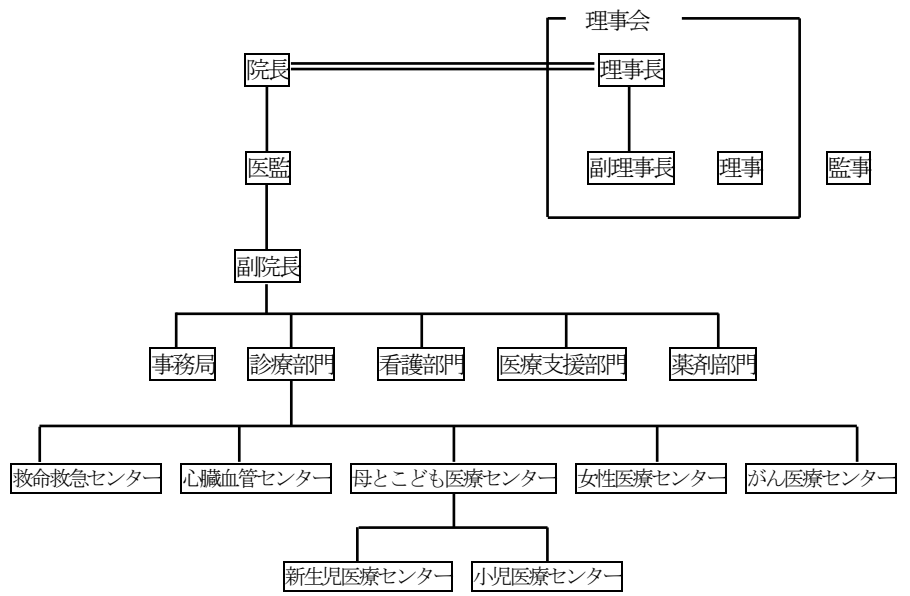 理事会
院長
理事長
医監
副理事長
理事
監事
副院長
事務局
診療部門
看護部門
医療支援部門
薬剤部門
救命救急センター
心臓血管センター
母とこども医療センター
女性医療センター
がん医療センター
新生児医療センター
小児医療センター